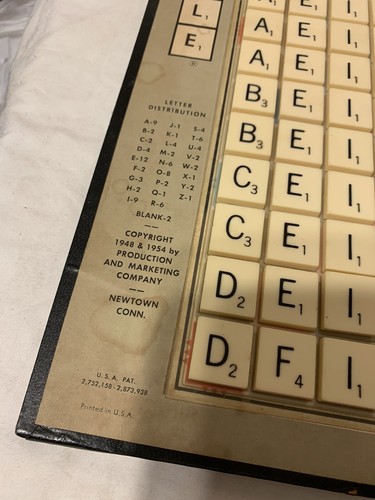 L1
E1
®
LETTER
DISTRIBUTION
A-9 J-1 S-4
B-2 K-1 T-6
C-2 L-4 U-4
D-4 M-2 V-2
E-12 N-6 W-2
F-2 O-8 X-1
G-3 P-2 Y-2
H-2 Q-1 Z-1
I-9 R-6
BLANK-2
COPYRIGHT
1948 & 1954 by
PRODUCTION
AND MARKETING
COMPANY
NEWTOWN
CONN.
U.S.A. PAT.
2,752,158-2,873,938
Printed in U.S.A.
A1 E1 I1
A1 E1 I1
B3 E1 I1
B3 E1 I1
C3 E1 I1
C3 E1 I1
D2 E1 I1
D2 F4 I1